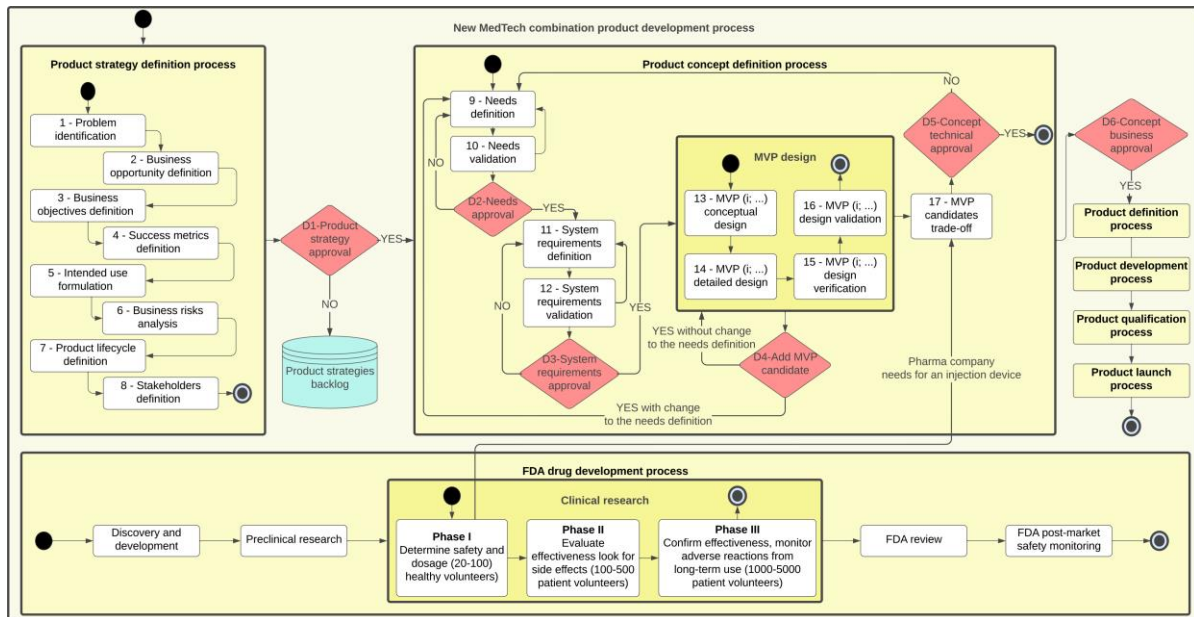 New MedTech combination product development process
Product strategy definition process
1 - Problem
identification
2 - Business
opportunity definition
3 - Business
objectives definition
4 - Success metrics
definition
5 - Intended use
formulation
6 - Business risks
analysis
7 - Product lifecycle
definition
8 - Stakeholders
definition
D1-Product
strategy
approval
YES
NO
Product strategies
backlog
Product concept definition process
9 - Needs
definition
10 - Needs
validation
NO
D2-Needs
approval
YES
11 - System
requirements
definition
12 - System
requirements
validation
NO
D3-System
requirements
approval
YES
MVP design
13 - MVP (i; ...)
conceptual
design
14 - MVP (i; ...)
detailed design
15 - MVP (i; ...)
design
verification
16 - MVP (i; ...)
design validation
YES without change
to the needs definition
D4-Add MVP
candidate
YES with change
to the needs definition
17 - MVP
candidates
trade-off
NO
D5-Concept
technical
approval
YES
Pharma company
needs for an injection device
D6-Concept
business
approval
YES
Product definition
process
Product development
process
Product qualification
process
Product launch
process
FDA drug development process
Discovery and
development
Preclinical research
Clinical research
Phase I
Determine safety and
dosage (20-100)
healthy volunteers)
Phase II
Evaluate
effectiveness look for
side effects (100-500
patient volunteers)
Phase III
Confirm effectiveness, monitor
adverse reactions from
long-term use (1000-5000
patient volunteers)
FDA review
FDA post-market
safety monitoring